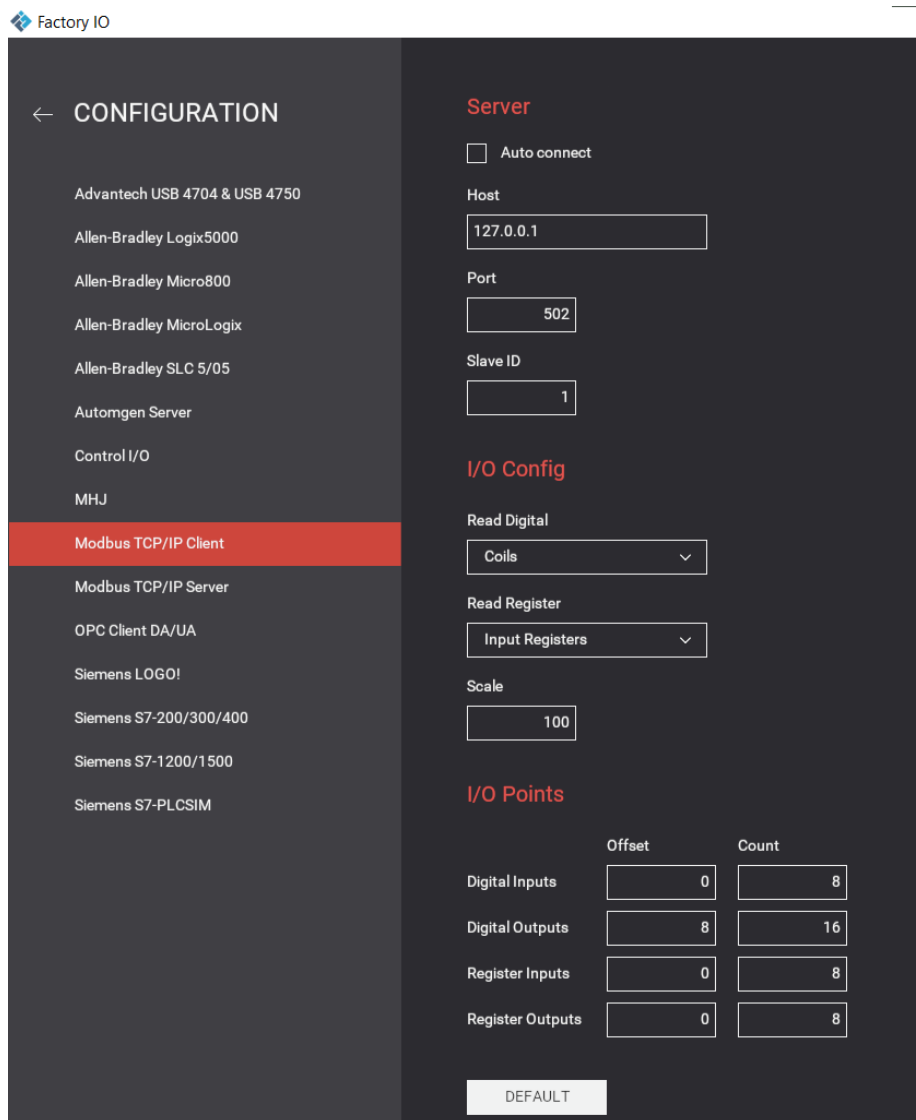 Factory IO
CONFIGURATION
Advantech USB 4704 & USB 4750
Allen-Bradley Logix5000
Allen-Bradley Micro800
Allen-Bradley MicroLogix
Allen-Bradley SLC 5/05
Automgen Server
Control I/O
MHJ
Modbus TCP/IP Client
Modbus TCP/IP Server
OPC Client DA/UA
Siemens LOGO!
Siemens S7-200/300/400
Siemens S7-1200/1500
Siemens S7-PLCSIM
Server
Auto connect
Host
127.0.0.1
Port
502
Slave ID
1
I/O Config
Read Digital
Coils
Read Register
Input Registers
Scale
100
I/O Points
Offset Count
Digital Inputs 0 8
Digital Outputs 8 16
Register Inputs 0 8
Register Outputs 0 8
DEFAULT